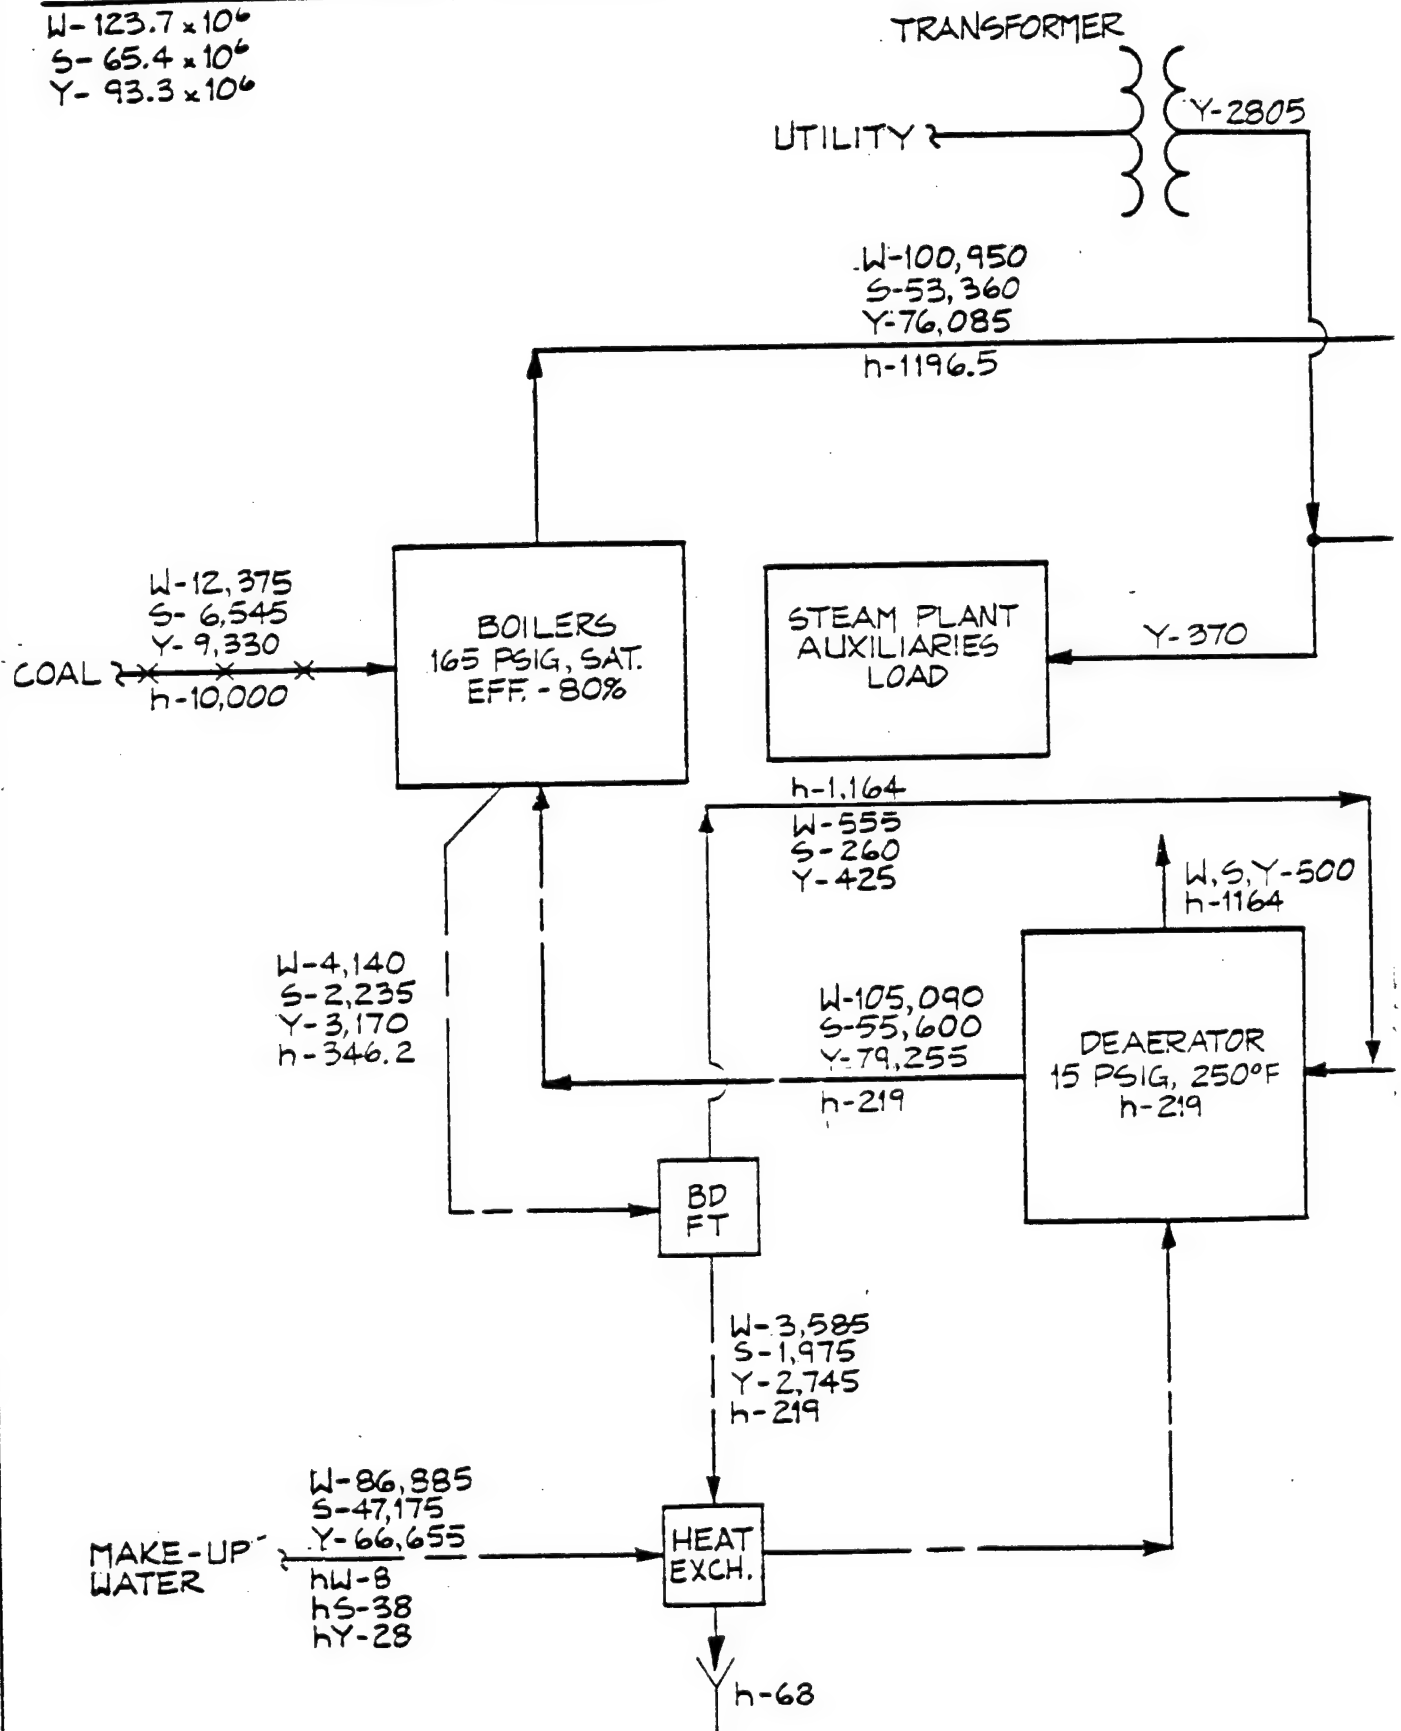 W-123.7 x 10⁶
S-65.4 x 10⁶
Y-93.3 x 10⁶
TRANSFORMER
UTILITY
Y-2805
W-100,950
S-53,360
Y-76,085
h-1196.5
W-12,375
S-6,545
Y-9,330
COAL
h-10,000
BOILERS
165 PSIG, SAT.
EFF. - 80%
STEAM PLANT
AUXILIARIES
LOAD
Y-370
h-1,164
W-555
S-260
Y-425
W,S,Y-500
h-1164
W-4,140
S-2,235
Y-3,170
h-346.2
W-105,090
S-55,600
Y-79,255
h-219
DEAERATOR
15 PSIG, 250°F
h-219
BD
FT
W-3,585
S-1,975
Y-2,745
h-219
W-86,885
S-47,175
Y-66,655
MAKE-UP
WATER
hW-8
hS-38
hY-28
HEAT
EXCH.
h-68